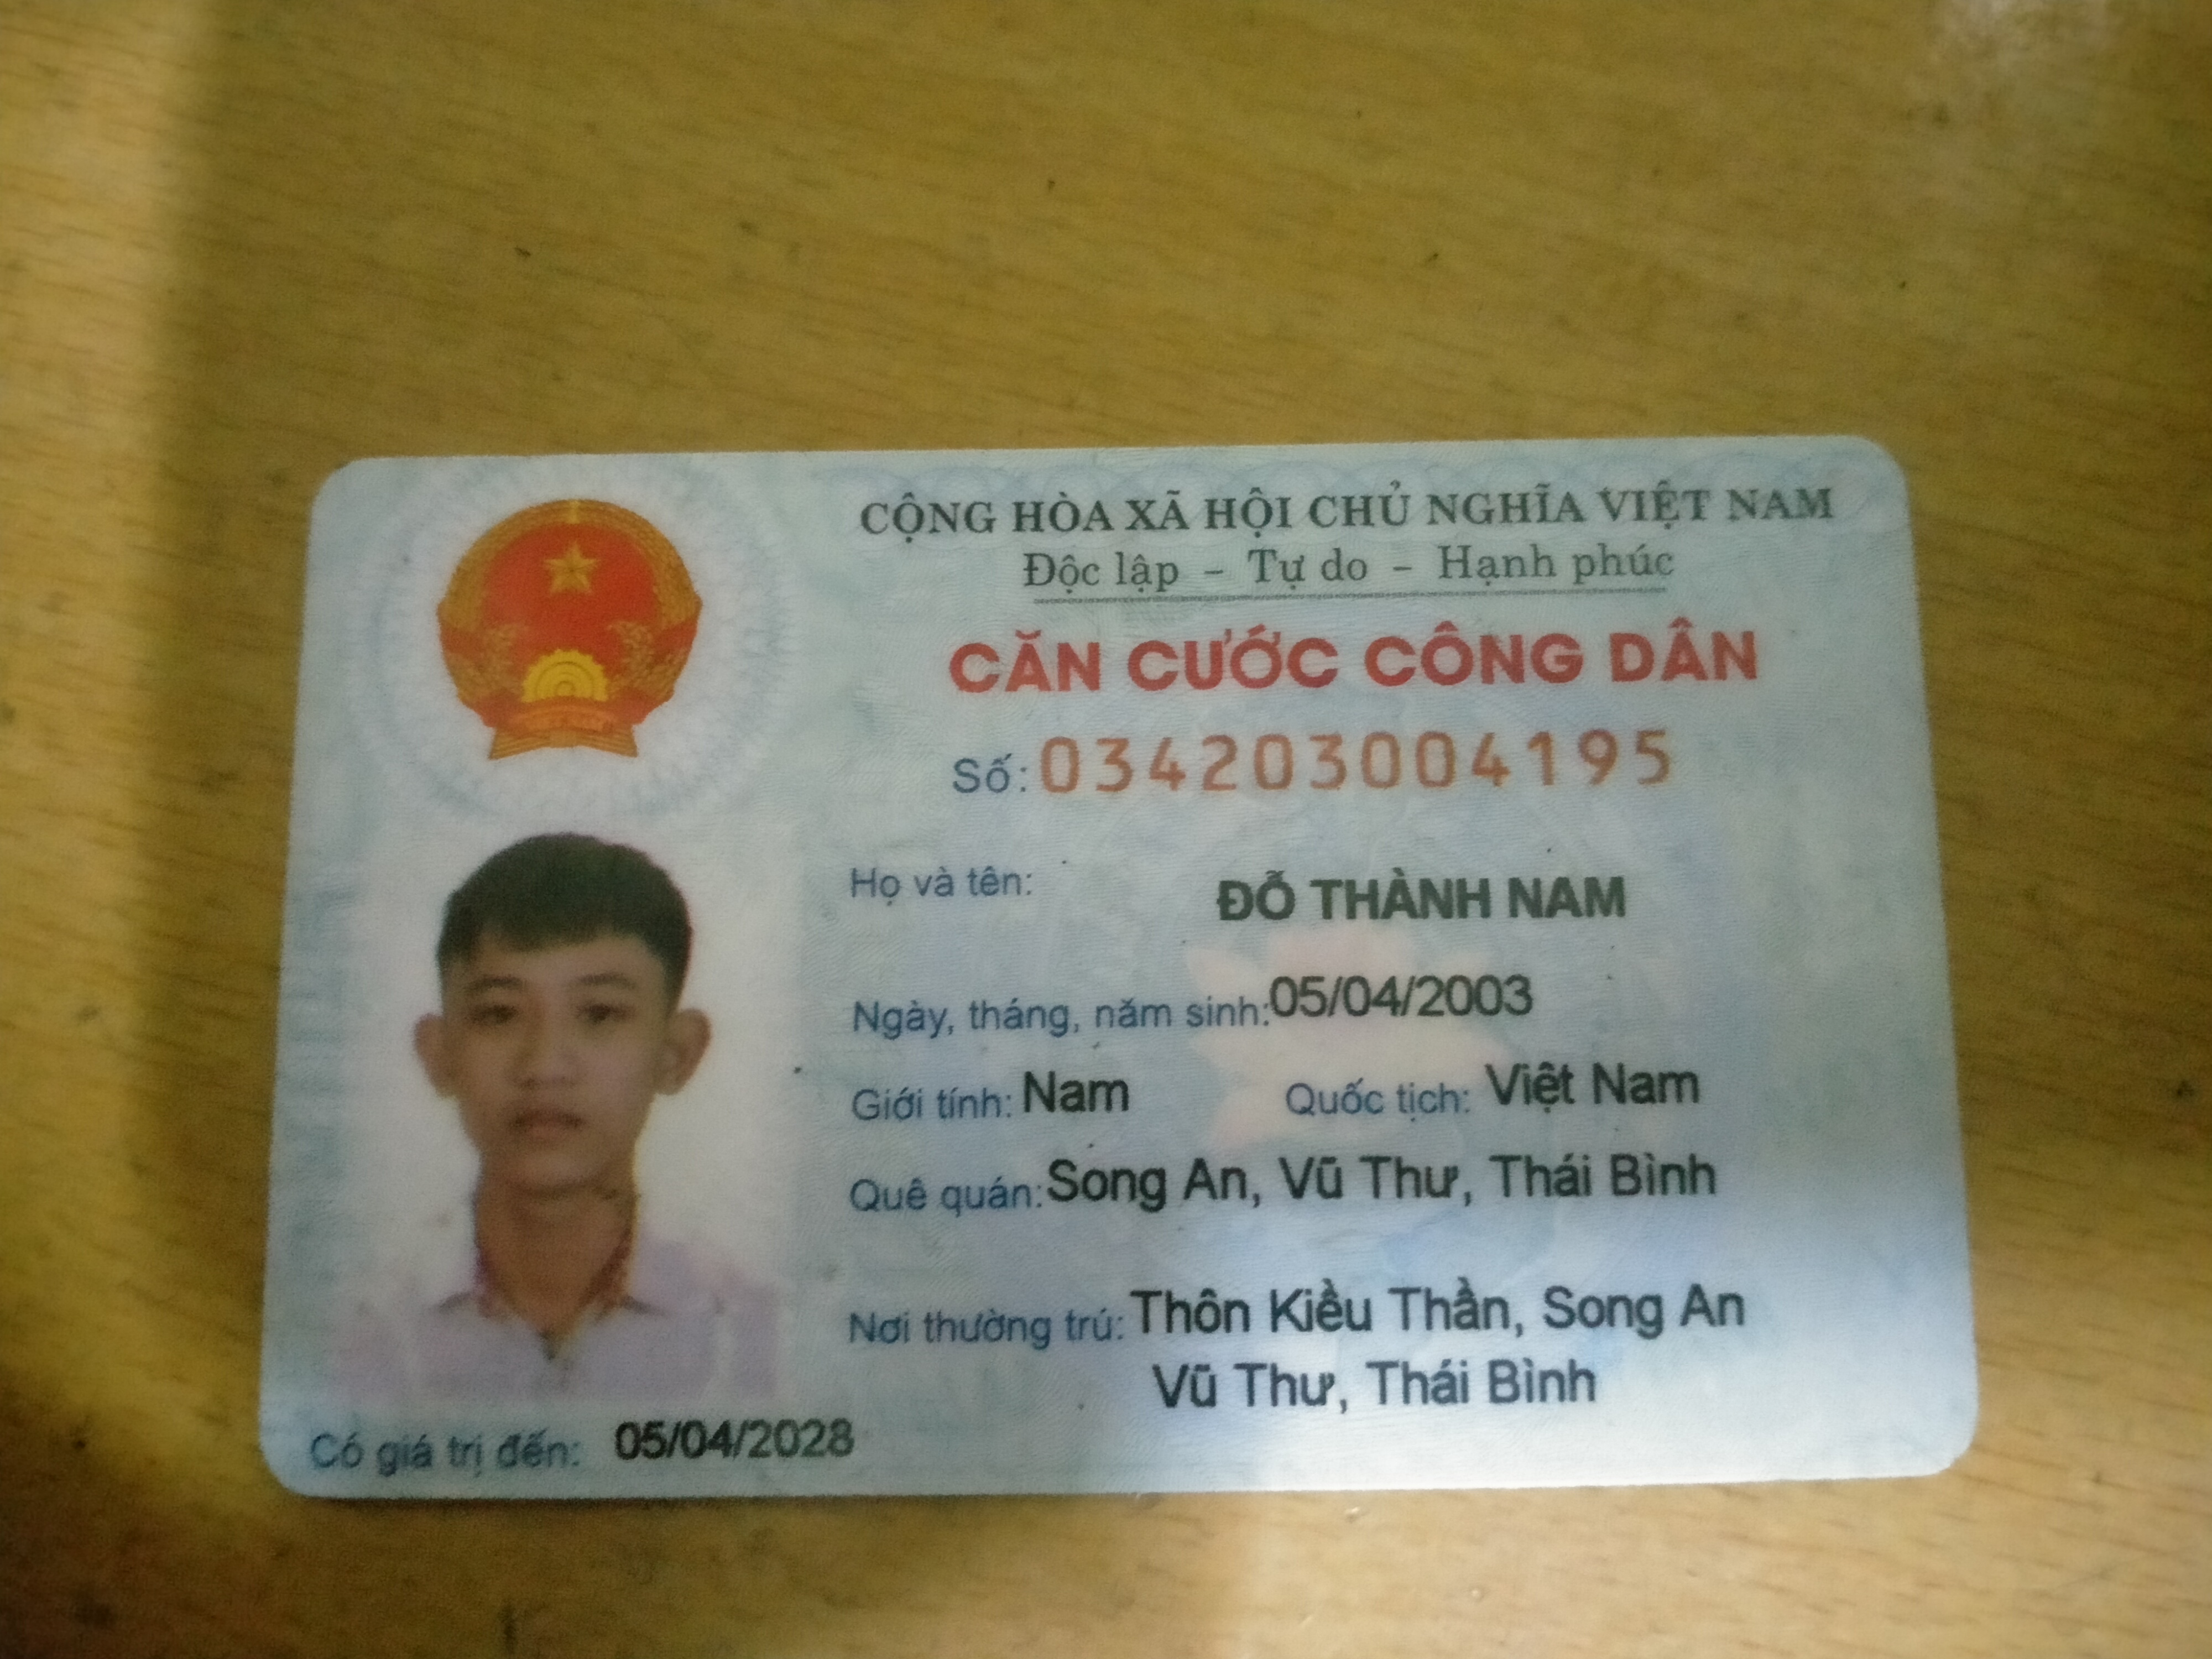 CỘNG HÒA XÃ HỘI CHỦ NGHĨA VIỆT NAM
Độc lập - Tự do - Hạnh phúc
CĂN CƯỚC CÔNG DÂN
Số: 034203004195
Họ và tên: ĐỖ THÀNH NAM
Ngày, tháng, năm sinh: 05/04/2003
Giới tính: Nam Quốc tịch: Việt Nam
Quê quán: Song An, Vũ Thư, Thái Bình
Nơi thường trú: Thôn Kiều Thần, Song An
Vũ Thư, Thái Bình
Có giá trị đến: 05/04/2028